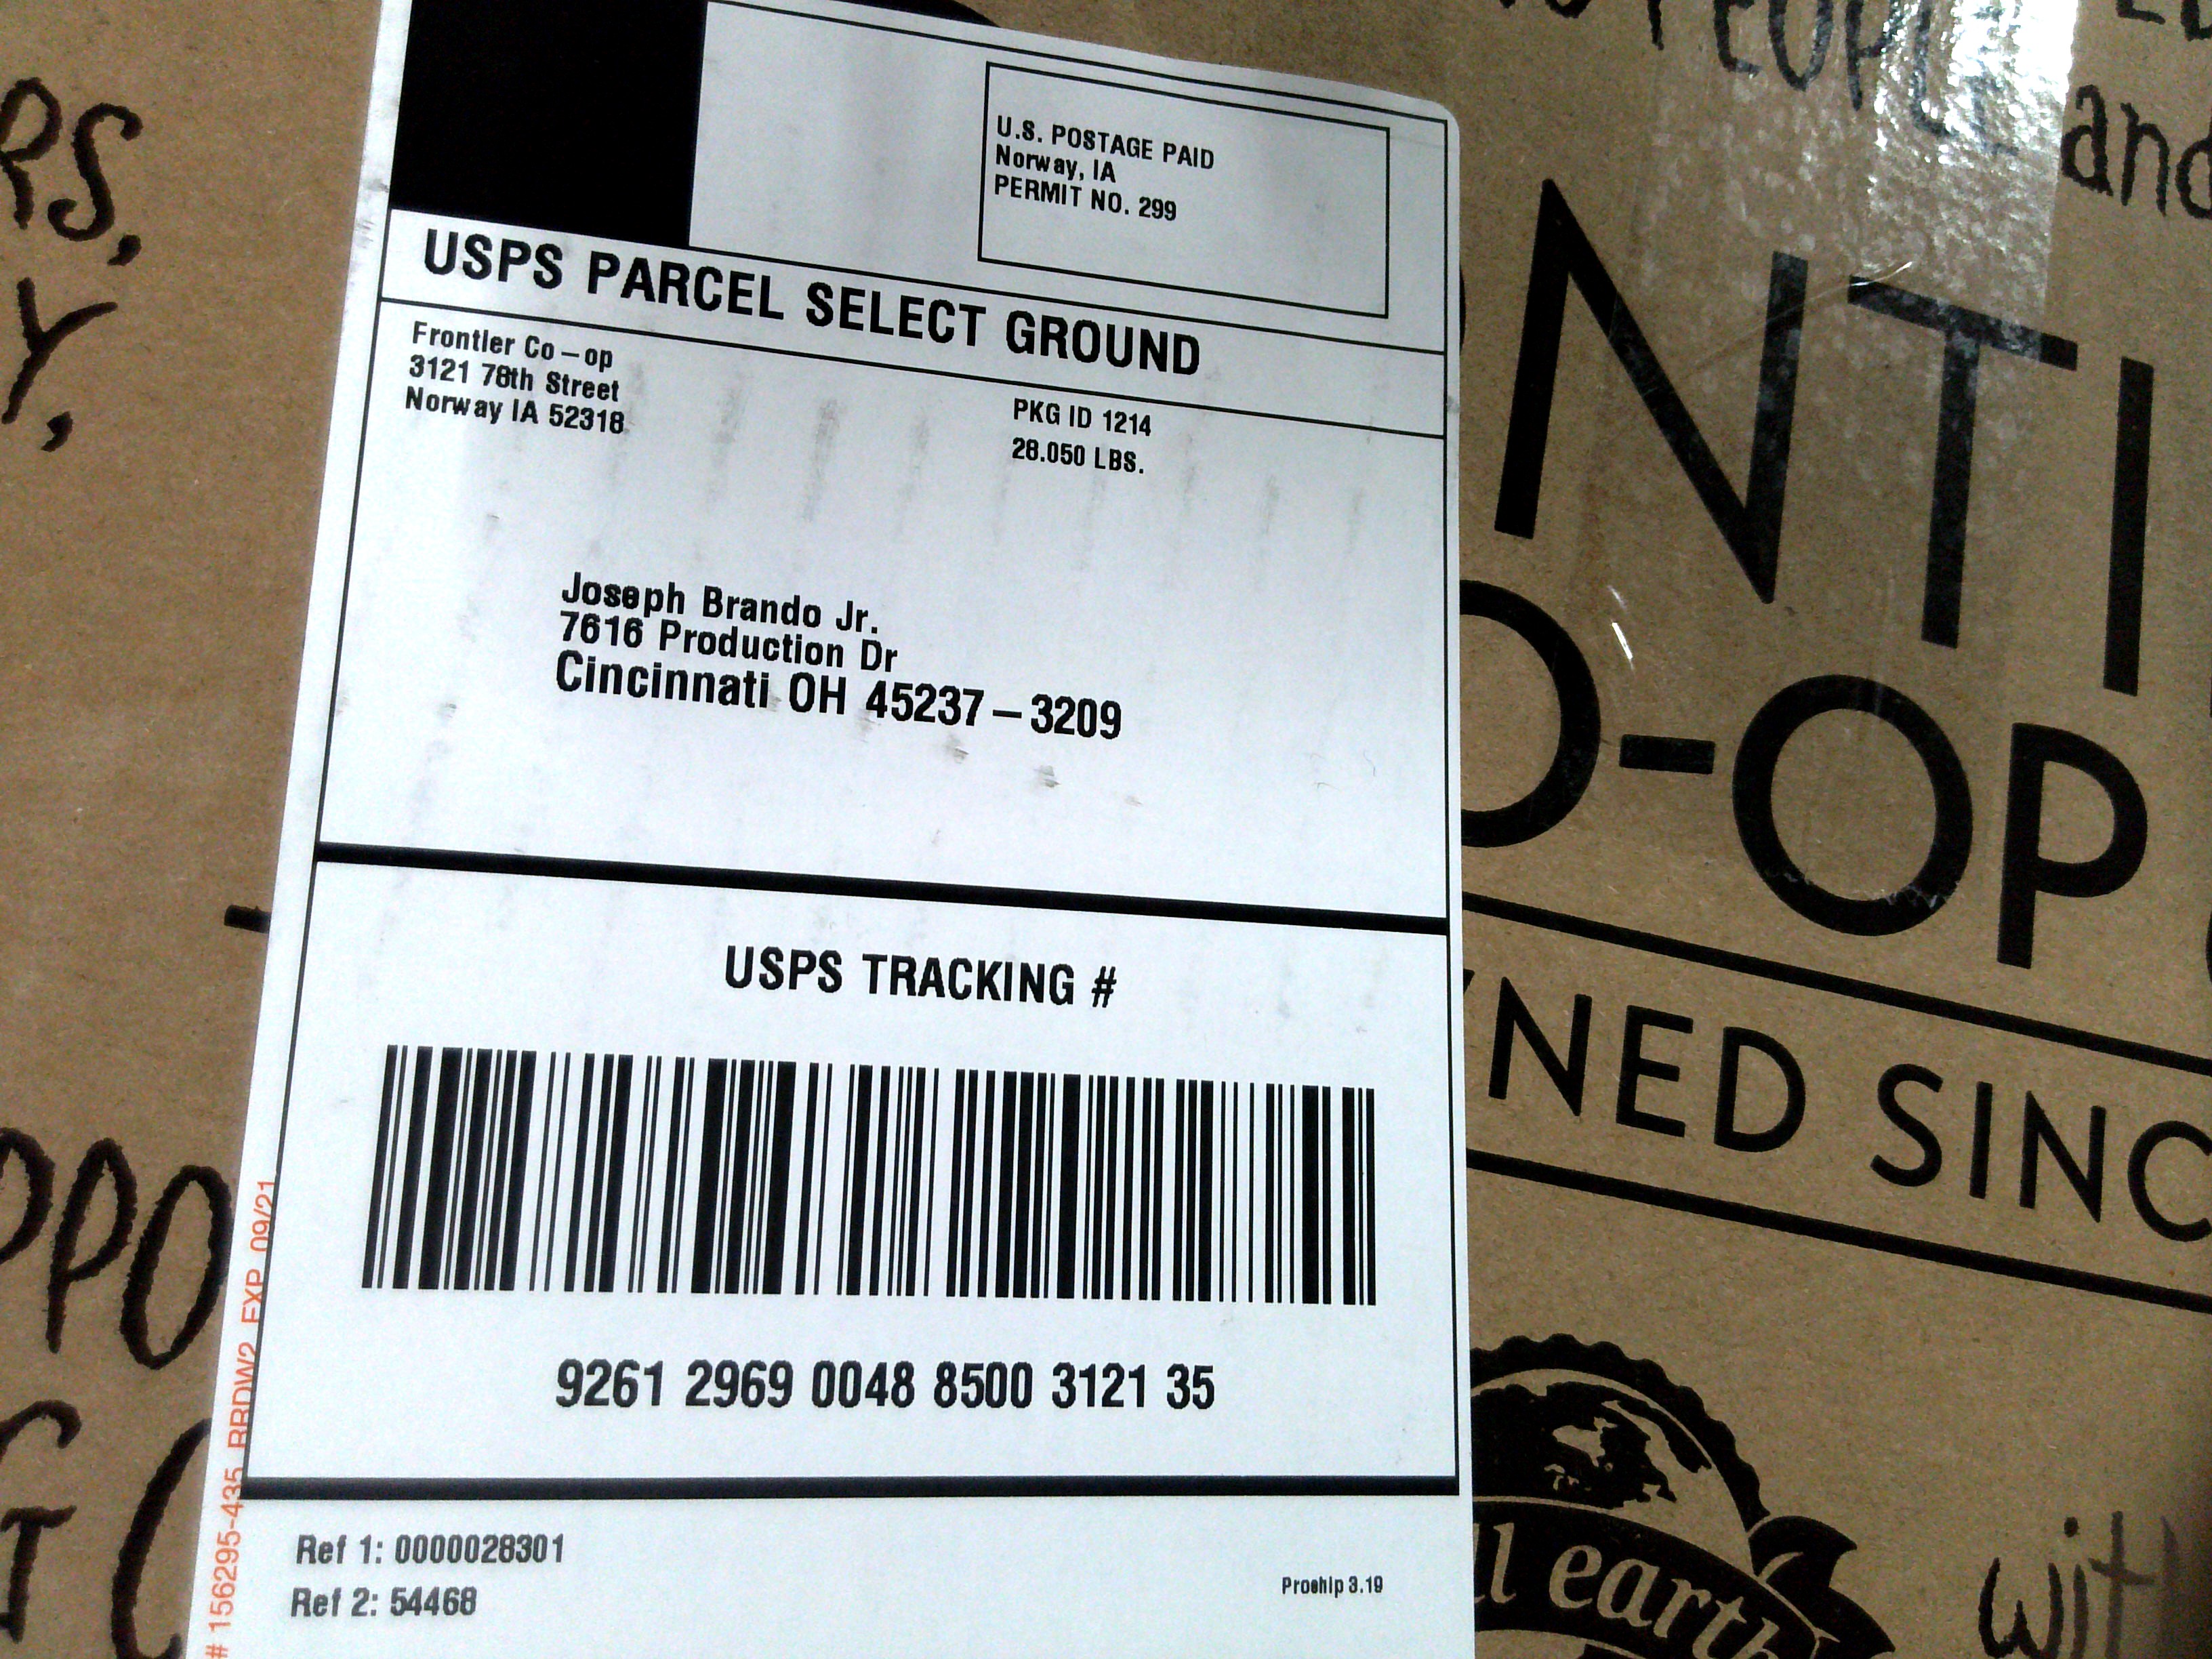 U.S. POSTAGE PAID
Norway, IA
PERMIT NO. 299
USPS PARCEL SELECT GROUND
Frontier Co-op
3121 78th Street
Norway IA 52318
PKG ID 1214
28.050 LBS.
Joseph Brando Jr.
7616 Production Dr
Cincinnati OH 45237-3209
USPS TRACKING #
9261 2969 0048 8500 3121 35
Ref 1: 0000028301
Ref 2: 54468
Proship 3.19
# 156295-435 RRDW2 EXP 09/21
RS,
Y,
PPO
PEOPLE
and
NTI
O-OP
NED SINC
earth